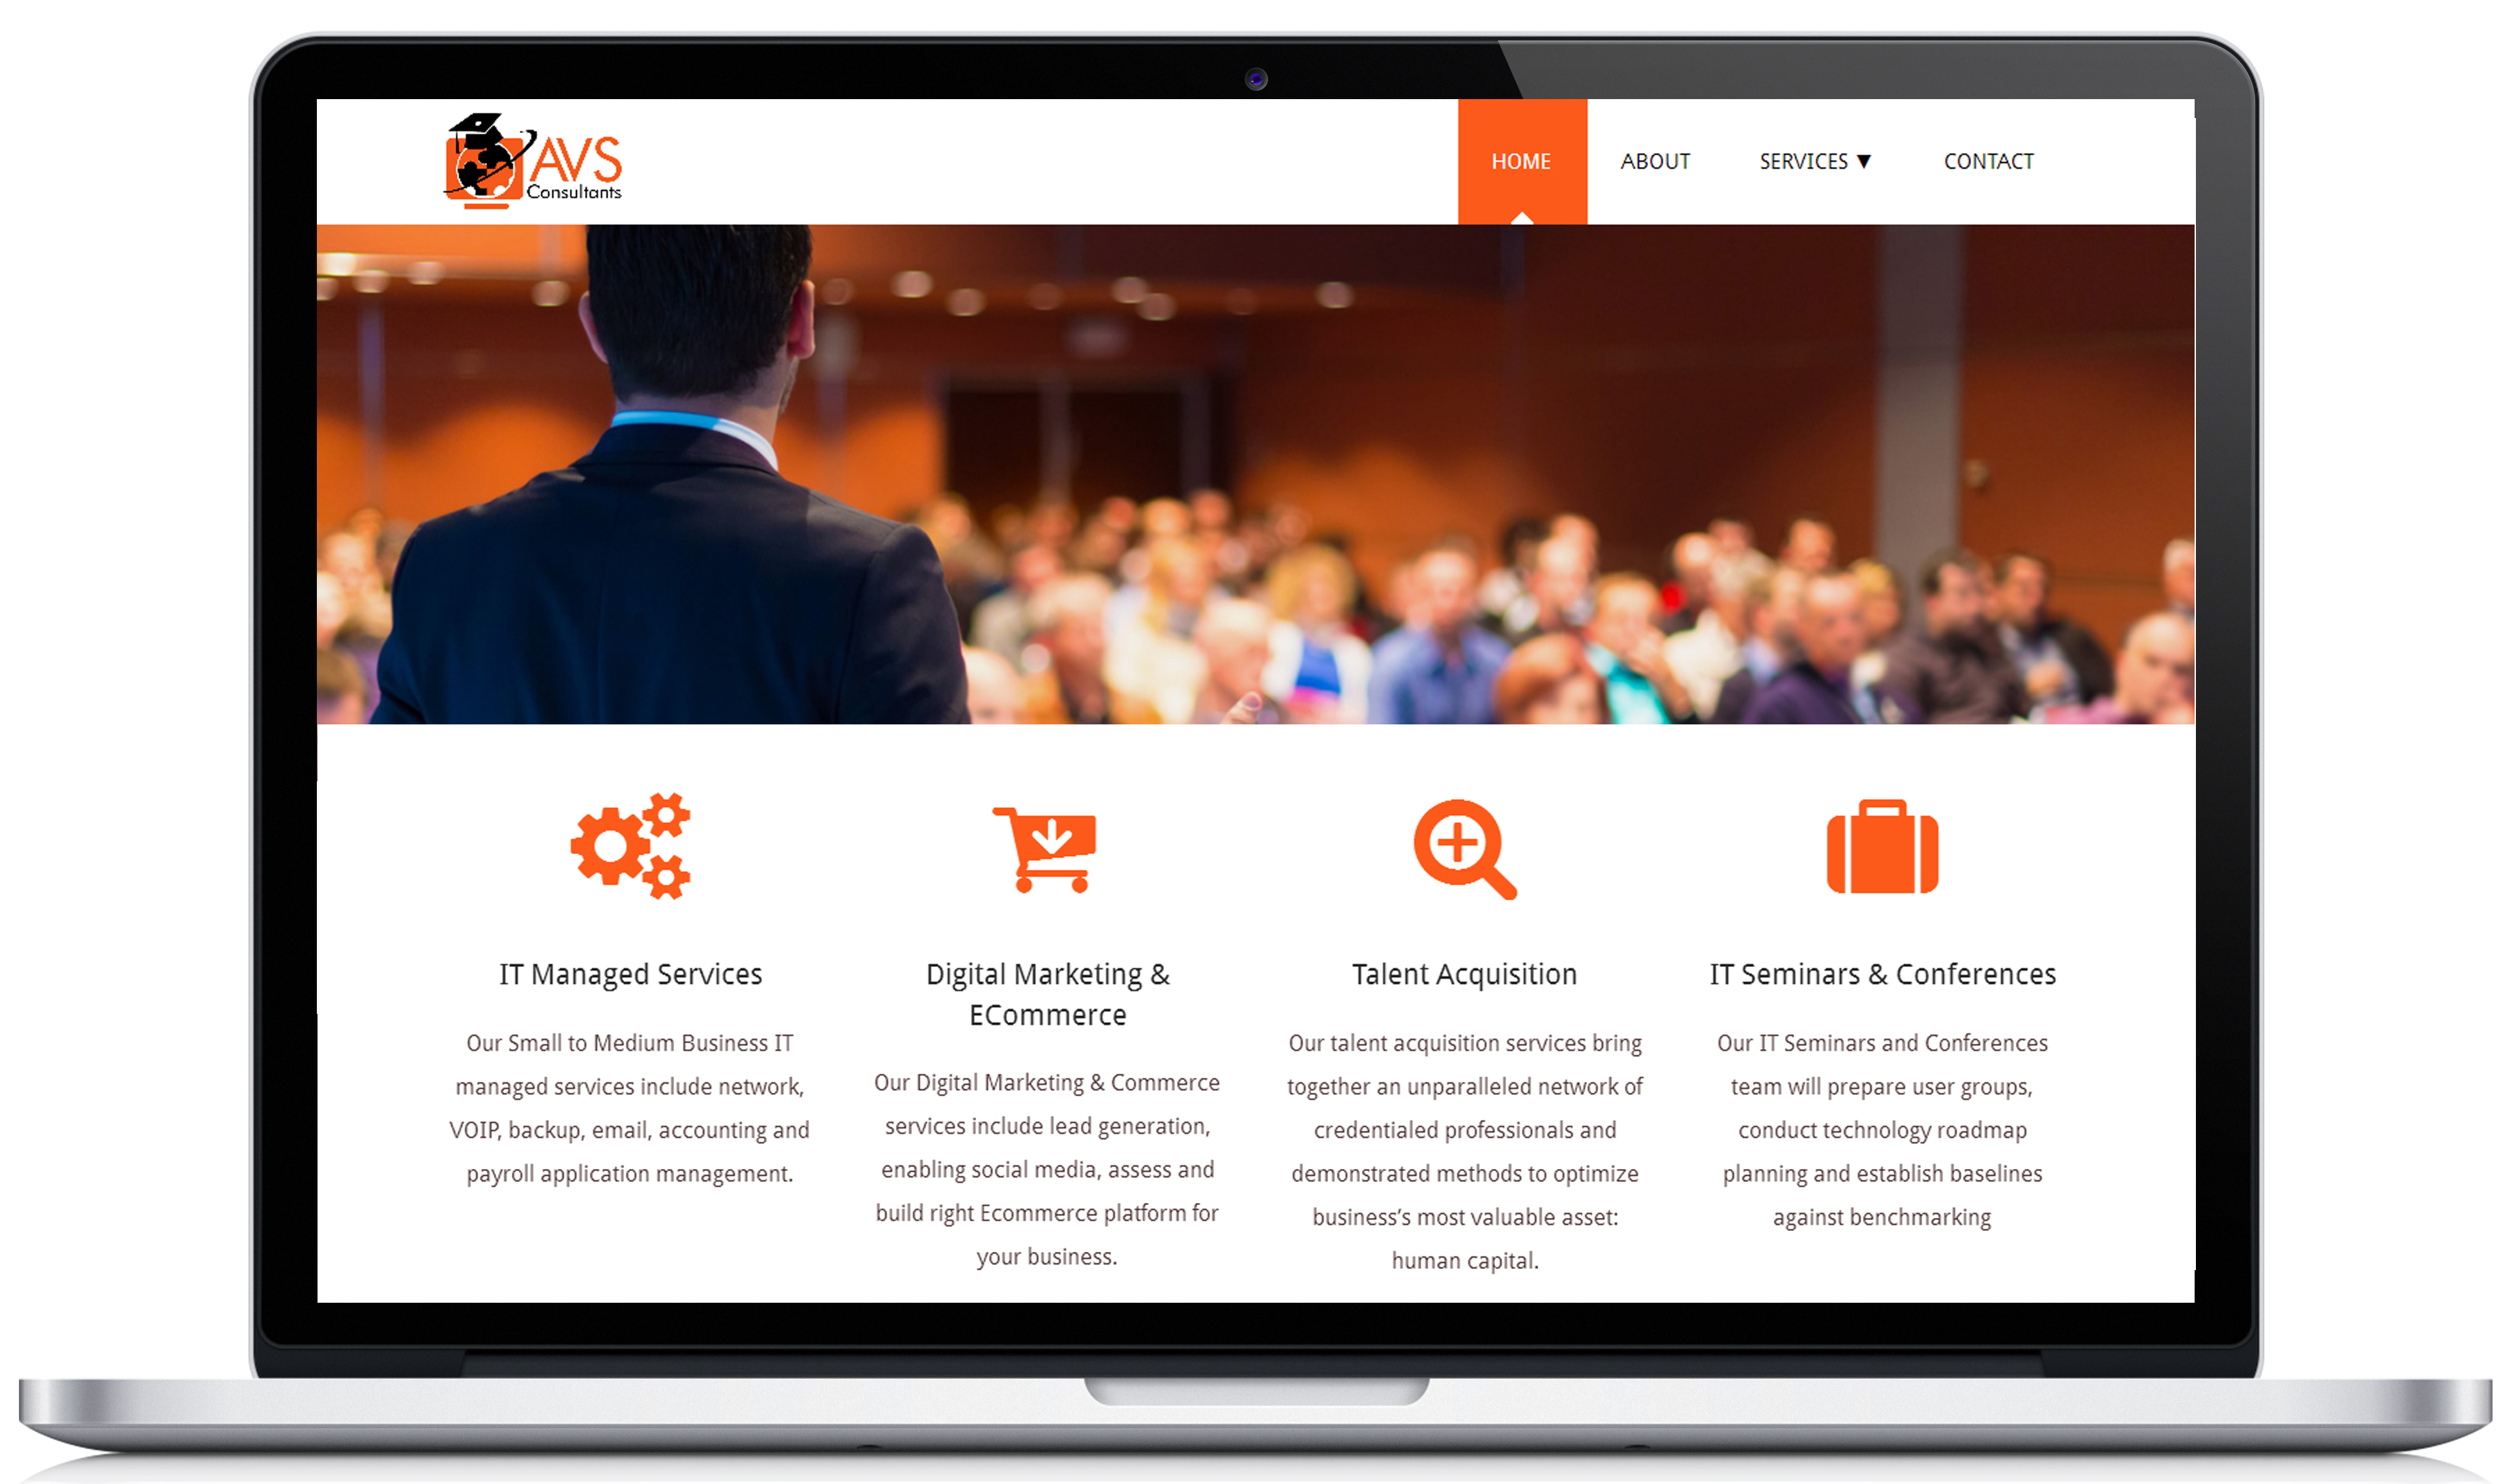 AVS
Consultants
HOME ABOUT SERVICES ▼ CONTACT
IT Managed Services
Our Small to Medium Business IT
managed services include network,
VOIP, backup, email, accounting and
payroll application management.
Digital Marketing &
ECommerce
Our Digital Marketing & Commerce
services include lead generation,
enabling social media, assess and
build right Ecommerce platform for
your business.
Talent Acquisition
Our talent acquisition services bring
together an unparalleled network of
credentialed professionals and
demonstrated methods to optimize
business’s most valuable asset:
human capital.
IT Seminars & Conferences
Our IT Seminars and Conferences
team will prepare user groups,
conduct technology roadmap
planning and establish baselines
against benchmarking